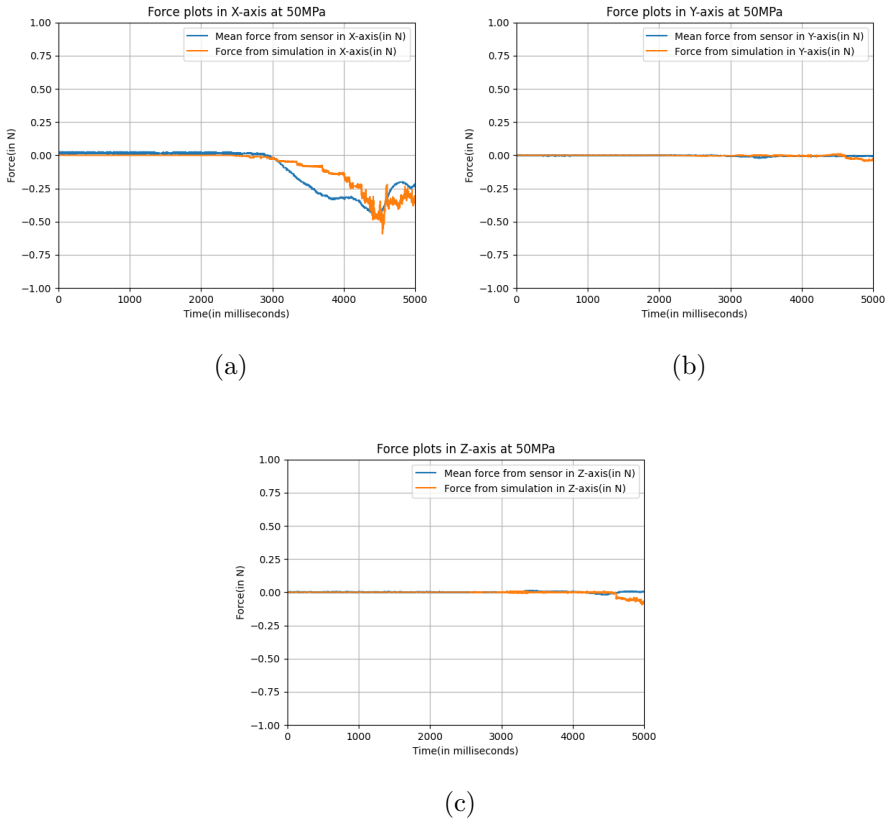 Force plots in X-axis at 50MPa
1.00
0.75
0.50
0.25
0.00
−0.25
−0.50
−0.75
−1.00
Force(in N)
Mean force from sensor in X-axis(in N)
Force from simulation in X-axis(in N)
0 1000 2000 3000 4000 5000
Time(in milliseconds)
(a)
Force plots in Y-axis at 50MPa
1.00
0.75
0.50
0.25
0.00
−0.25
−0.50
−0.75
−1.00
Force(in N)
Mean force from sensor in Y-axis(in N)
Force from simulation in Y-axis(in N)
0 1000 2000 3000 4000 5000
Time(in milliseconds)
(b)
Force plots in Z-axis at 50MPa
1.00
0.75
0.50
0.25
0.00
−0.25
−0.50
−0.75
−1.00
Force(in N)
Mean force from sensor in Z-axis(in N)
Force from simulation in Z-axis(in N)
0 1000 2000 3000 4000 5000
Time(in milliseconds)
(c)